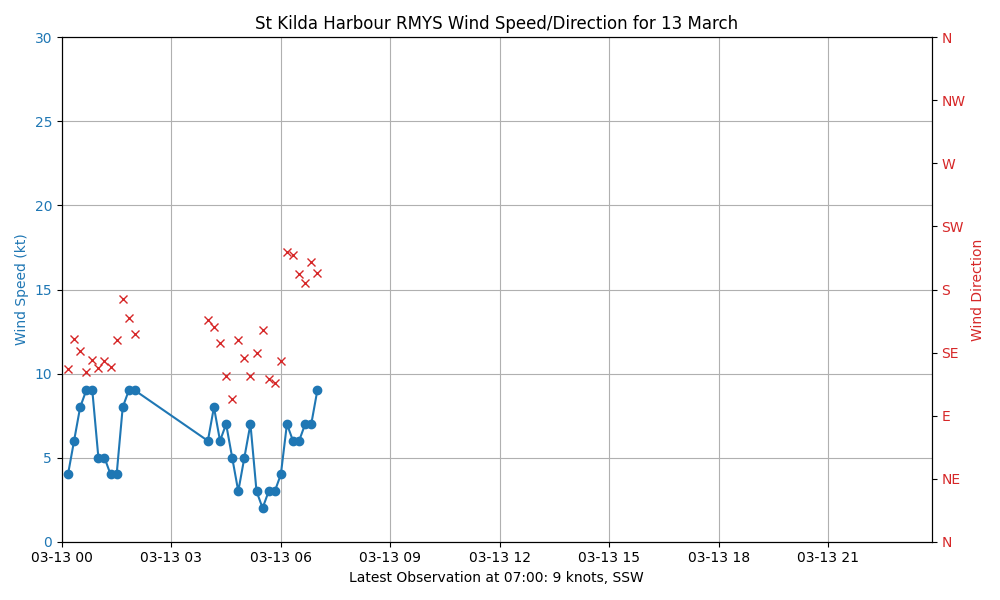 St Kilda Harbour RMYS Wind Speed/Direction for 13 March
30
25
20
15
10
5
0
Wind Speed (kt)
N
NW
W
SW
S
SE
E
NE
N
Wind Direction
03-13 00 03-13 03 03-13 06 03-13 09 03-13 12 03-13 15 03-13 18 03-13 21
Latest Observation at 07:00: 9 knots, SSW